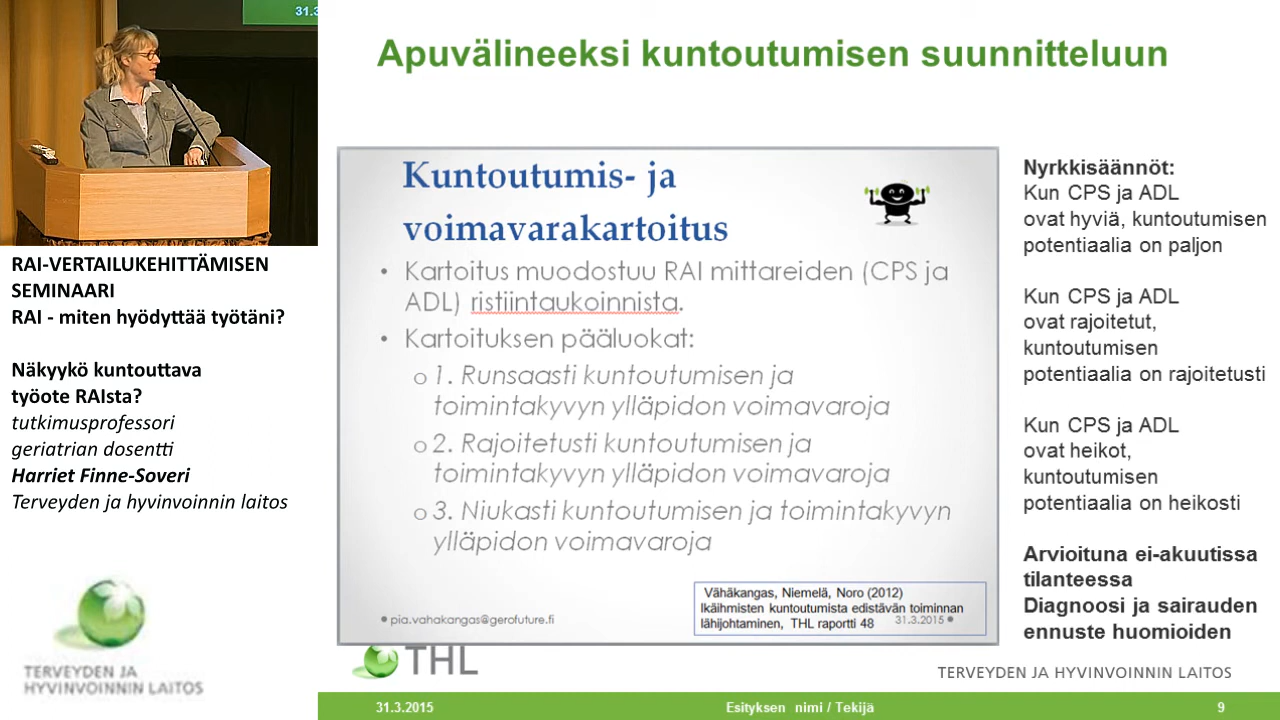 31.3
RAI-VERTAILUKEHITTÄMISEN
SEMINAARI
RAI - miten hyödyttää työtäni?
Näkyykö kuntouttava
työote RAIsta?
tutkimusprofessori
geriatrian dosentti
Harriet Finne-Soveri
Terveyden ja hyvinvoinnin laitos
TERVEYDEN JA
HYVINVOINNIN LAITOS
Apuvälineeksi kuntoutumisen suunnitteluun
Kuntoutumis- ja
voimavarakartoitus
• Kartoitus muodostuu RAI mittareiden (CPS ja
ADL) ristiintaukoinnista.
• Kartoituksen pääluokat:
o 1. Runsaasti kuntoutumisen ja
toimintakyvyn ylläpidon voimavaroja
o 2. Rajoitetusti kuntoutumisen ja
toimintakyvyn ylläpidon voimavaroja
o 3. Niukasti kuntoutumisen ja toimintakyvyn
ylläpidon voimavaroja
• pia.vahakangas@gerofuture.fi
Vähäkangas, Niemelä, Noro (2012)
Ikäihmisten kuntoutumista edistävän toiminnan
lähijohtaminen, THL raportti 48
31.3.2015 •
Nyrkkisäännöt:
Kun CPS ja ADL
ovat hyviä, kuntoutumisen
potentiaalia on paljon
Kun CPS ja ADL
ovat rajoitetut,
kuntoutumisen
potentiaalia on rajoitetusti
Kun CPS ja ADL
ovat heikot,
kuntoutumisen
potentiaalia on heikosti
Arvioituna ei-akuutissa
tilanteessa
Diagnoosi ja sairauden
ennuste huomioiden
THL
TERVEYDEN JA HYVINVOINNIN LAITOS
31.3.2015
Esityksen nimi / Tekijä
9